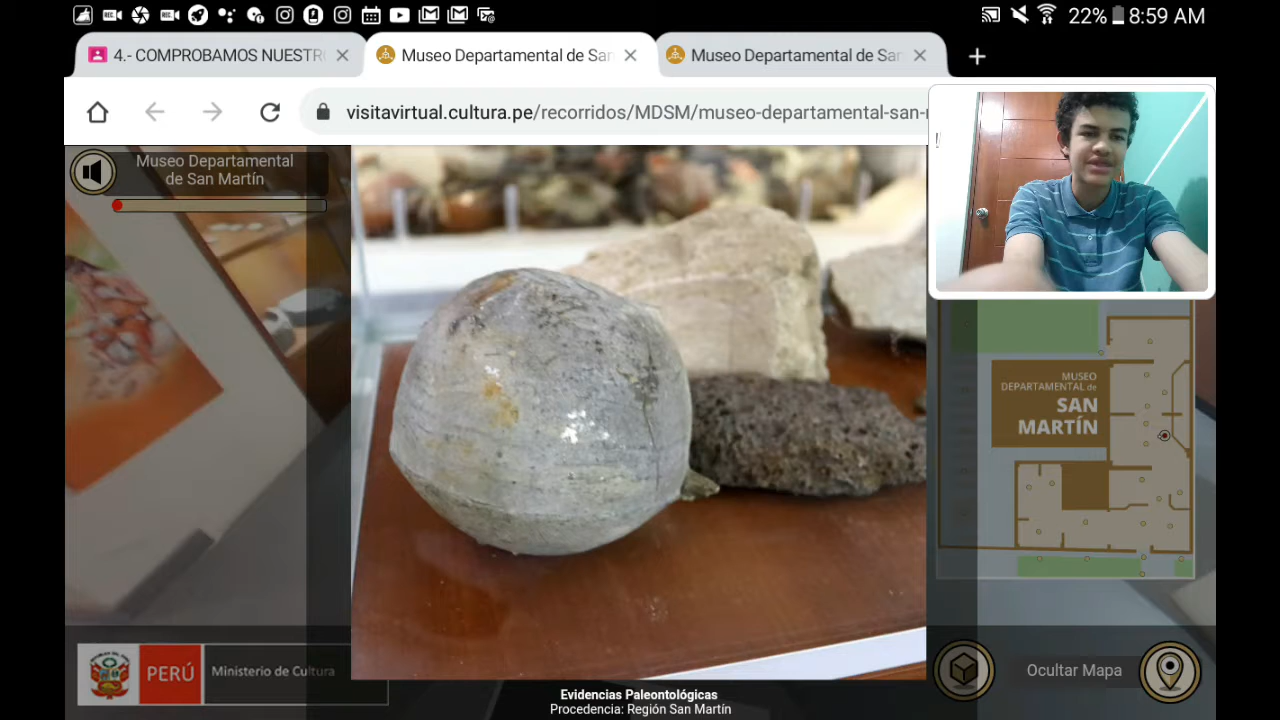 22% 8:59 AM
4.- COMPROBAMOS NUESTR
Museo Departamental de San
Museo Departamental de Sa
visitavirtual.cultura.pe/recorridos/MDSM/museo-departamental-san-
Museo Departamental
de San Martín
MUSEO
DEPARTAMENTAL de
SAN
MARTÍN
PERÚ
Ministerio de Cultura
Ocultar Mapa
Evidencias Paleontológicas
Procedencia: Región San Martín